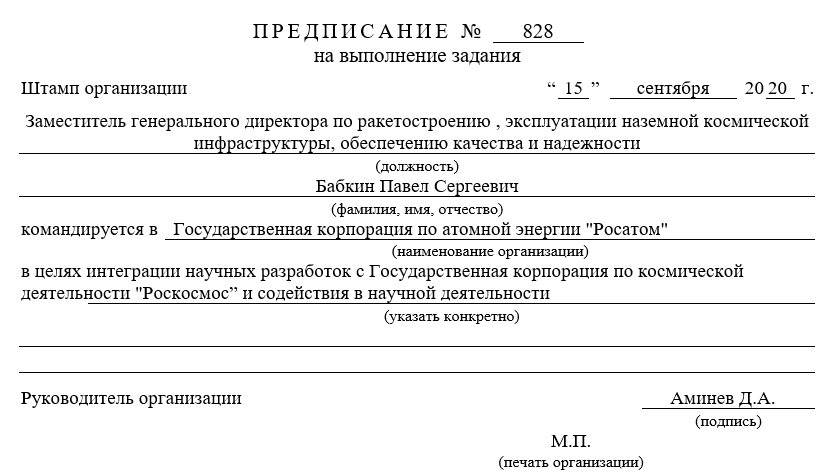 ПРЕДПИСАНИЕ № 828
на выполнение задания
Штамп организации “ 15 ” сентября 20 20 г.
Заместитель генерального директора по ракетостроению , эксплуатации наземной космической
инфраструктуры, обеспечению качества и надежности
(должность)
Бабкин Павел Сергеевич
(фамилия, имя, отчество)
командируется в Государственная корпорация по атомной энергии "Росатом"
(наименование организации)
в целях интеграции научных разработок с Государственная корпорация по космической
деятельности "Роскосмос” и содействия в научной деятельности
(указать конкретно)
Руководитель организации Аминев Д.А.
(подпись)
М.П.
(печать организации)